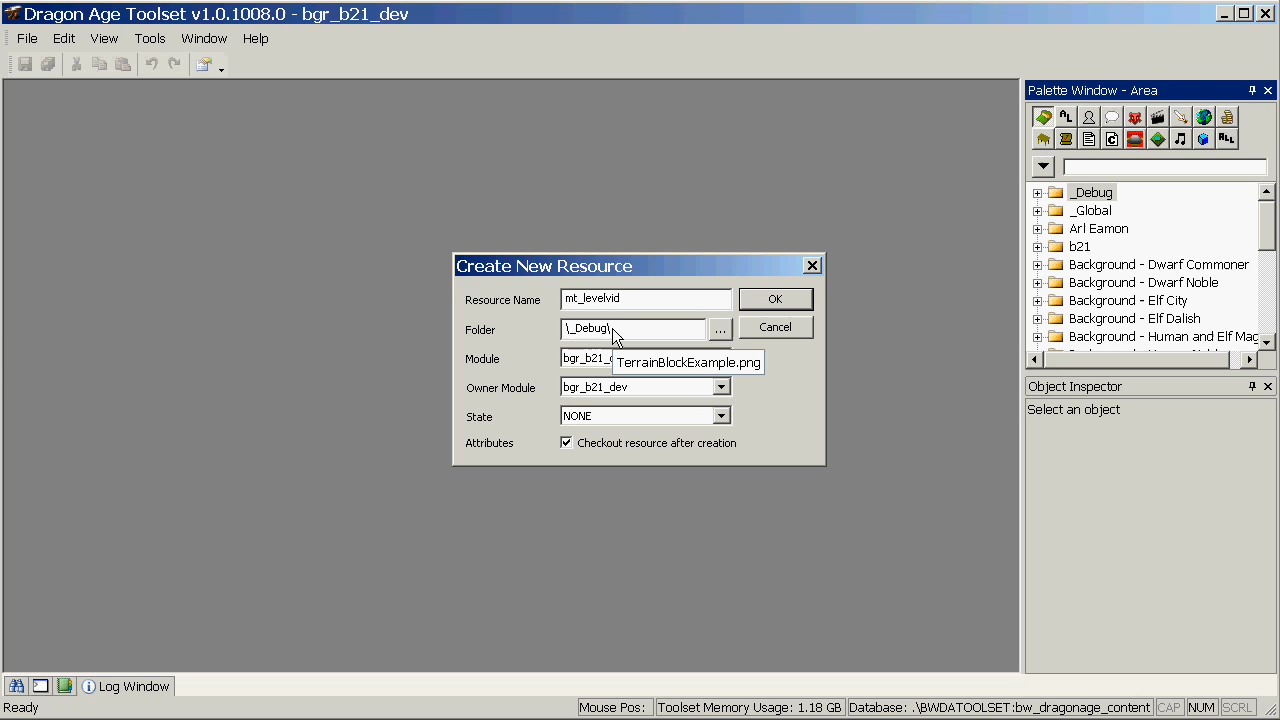 Dragon Age Toolset v1.0.1008.0 - bgr_b21_dev
File Edit View Tools Window Help
Palette Window - Area
AL
ALL
_Debug
_Global
Arl Eamon
b21
Background - Dwarf Commoner
Background - Dwarf Noble
Background - Elf City
Background - Elf Dalish
Background - Human and Elf Mag
Create New Resource
Resource Name mt_levelvid OK
Folder \_Debug\ ... Cancel
Module bgr_b21_d
TerrainBlockExample.png
Owner Module bgr_b21_dev
State NONE
Attributes Checkout resource after creation
Object Inspector
Select an object
Log Window
Ready Mouse Pos: Toolset Memory Usage: 1.18 GB Database: .\BWDATOOLSET:bw_dragonage_content CAP NUM SCRL